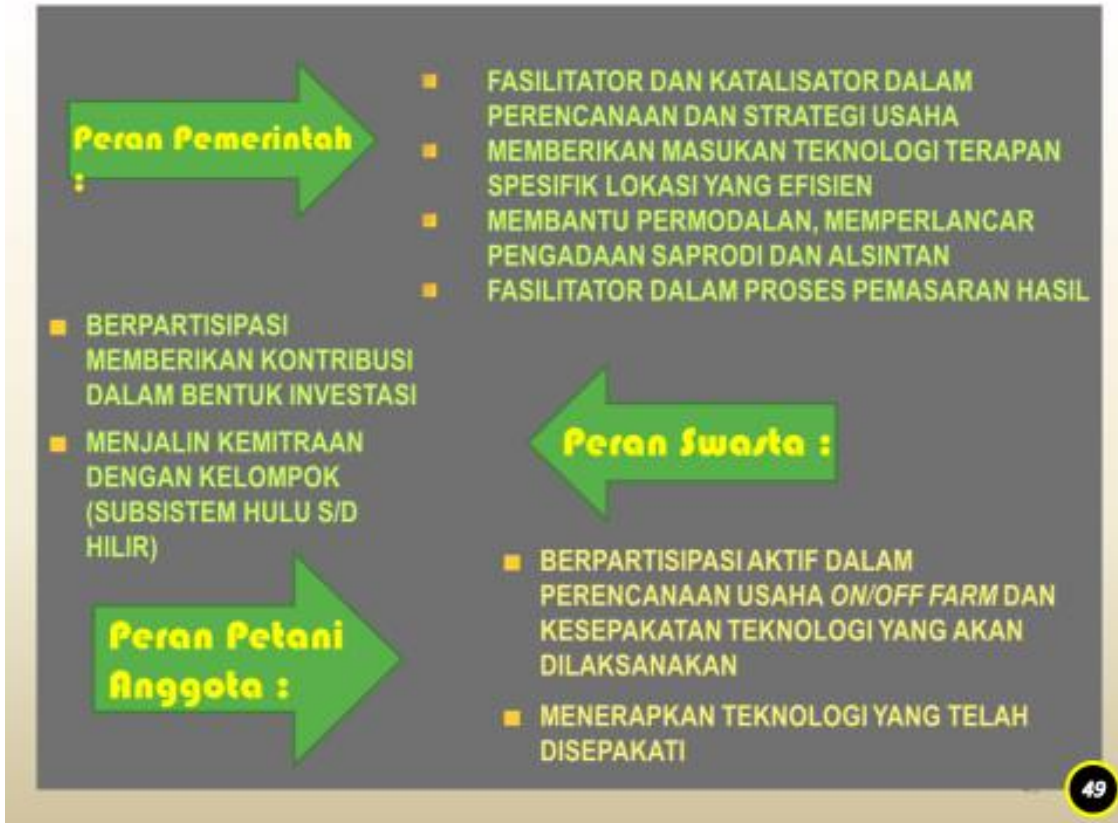 Peran Pemerintah
:
■ FASILITATOR DAN KATALISATOR DALAM
PERENCANAAN DAN STRATEGI USAHA
■ MEMBERIKAN MASUKAN TEKNOLOGI TERAPAN
SPESIFIK LOKASI YANG EFISIEN
■ MEMBANTU PERMODALAN, MEMPERLANCAR
PENGADAAN SAPRODI DAN ALSINTAN
■ FASILITATOR DALAM PROSES PEMASARAN HASIL
Peran Swasta :
■ BERPARTISIPASI
MEMBERIKAN KONTRIBUSI
DALAM BENTUK INVESTASI
■ MENJALIN KEMITRAAN
DENGAN KELOMPOK
(SUBSISTEM HULU S/D
HILIR)
Peran Petani
Anggota :
■ BERPARTISIPASI AKTIF DALAM
PERENCANAAN USAHA ON/OFF FARM DAN
KESEPAKATAN TEKNOLOGI YANG AKAN
DILAKSANAKAN
■ MENERAPKAN TEKNOLOGI YANG TELAH
DISEPAKATI
49